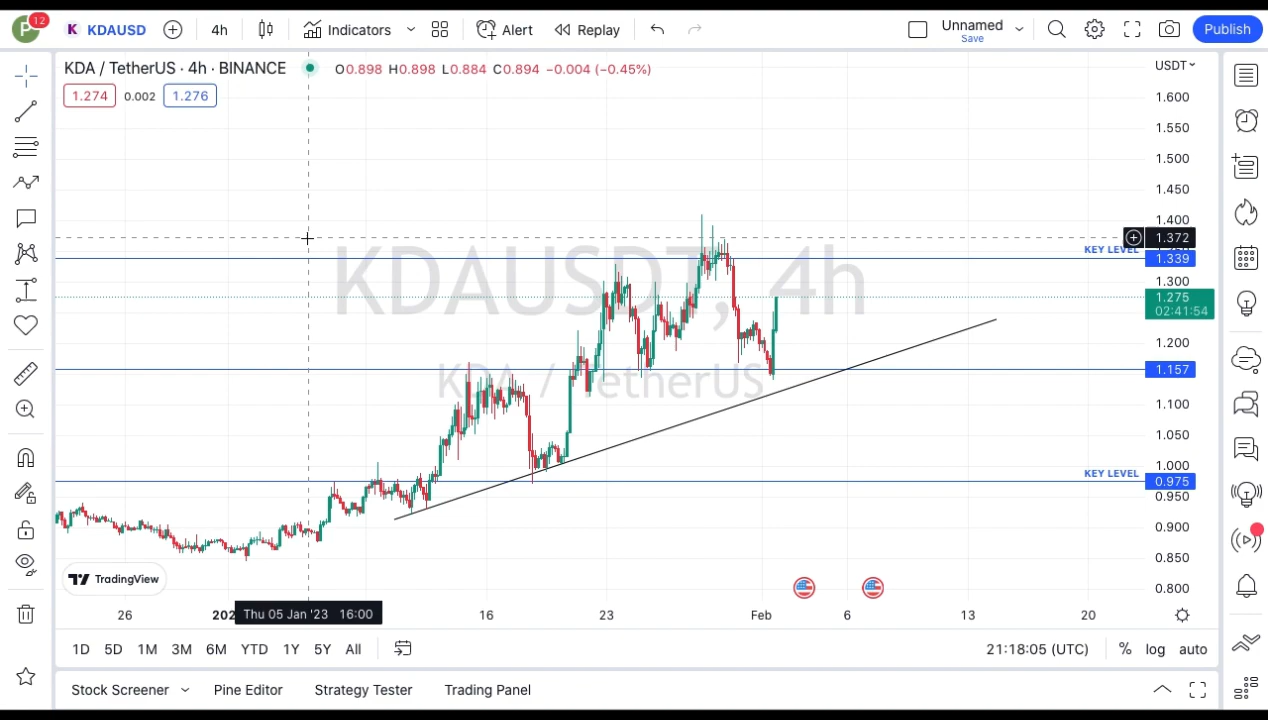 P 12 K KDAUSD 4h Indicators Alert Replay Unnamed Publish
Save
KDA / TetherUS · 4h · BINANCE O0.898 H0.898 L0.884 C0.894 −0.004 (−0.45%) USDT
1.274 0.002 1.276
1.600
1.550
1.500
1.450
1.400
1.372
KEY LEVEL
1.339
1.300
KDAUSDT, 4h
1.275
02:41:54
1.200
1.157
KDA / TetherUS
1.100
1.050
1.000
KEY LEVEL
0.975
0.950
0.900
0.850
TradingView
0.800
26 202 Thu 05 Jan '23 16:00 16 23 Feb 6 13 20
1D 5D 1M 3M 6M YTD 1Y 5Y All 21:18:05 (UTC) % log auto
Stock Screener Pine Editor Strategy Tester Trading Panel